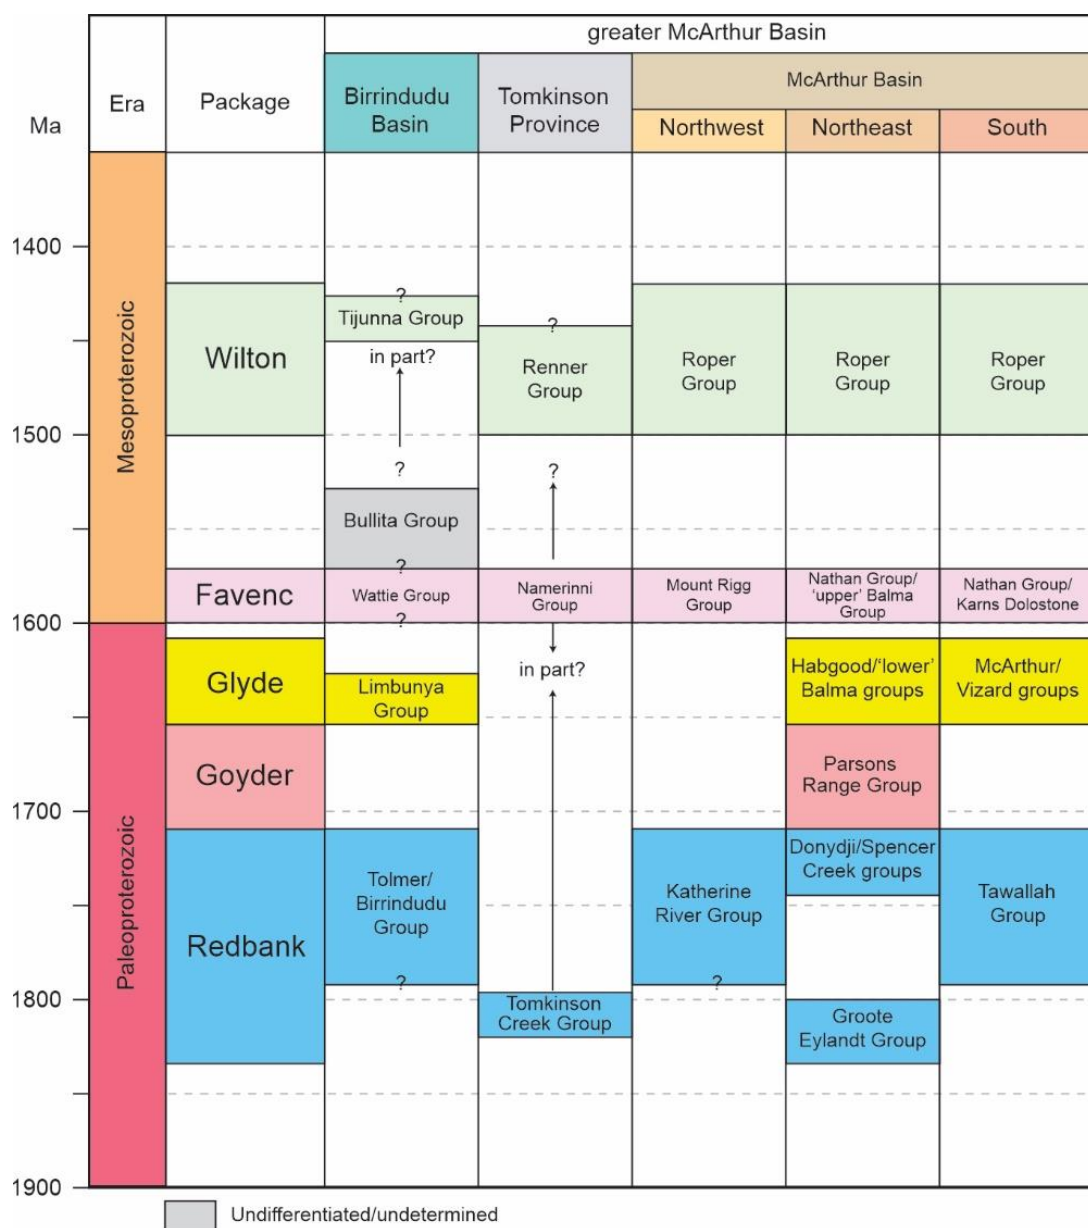 greater McArthur Basin
Ma
Era
Package
Birrindudu
Basin
Tomkinson
Province
McArthur Basin
Northwest
Northeast
South
1400
1500
1600
1700
1800
1900
Mesoproterozoic
Paleoproterozoic
Wilton
?
Tijunna Group
in part?
?
Renner
Group
Roper
Group
Roper
Group
Roper
Group
?
Bullita Group
?
?
Favenc
Wattie Group
?
Namerinni
Group
Mount Rigg
Group
Nathan Group/
'upper' Balma
Group
Nathan Group/
Karns Dolostone
Glyde
Limbunya
Group
in part?
Habgood/'lower'
Balma groups
McArthur/
Vizard groups
Goyder
Parsons
Range Group
Redbank
Tolmer/
Birrindudu
Group
?
Tomkinson
Creek Group
Katherine
River Group
?
Donydji/Spencer
Creek groups
Groote
Eylandt Group
Tawallah
Group
Undifferentiated/undetermined